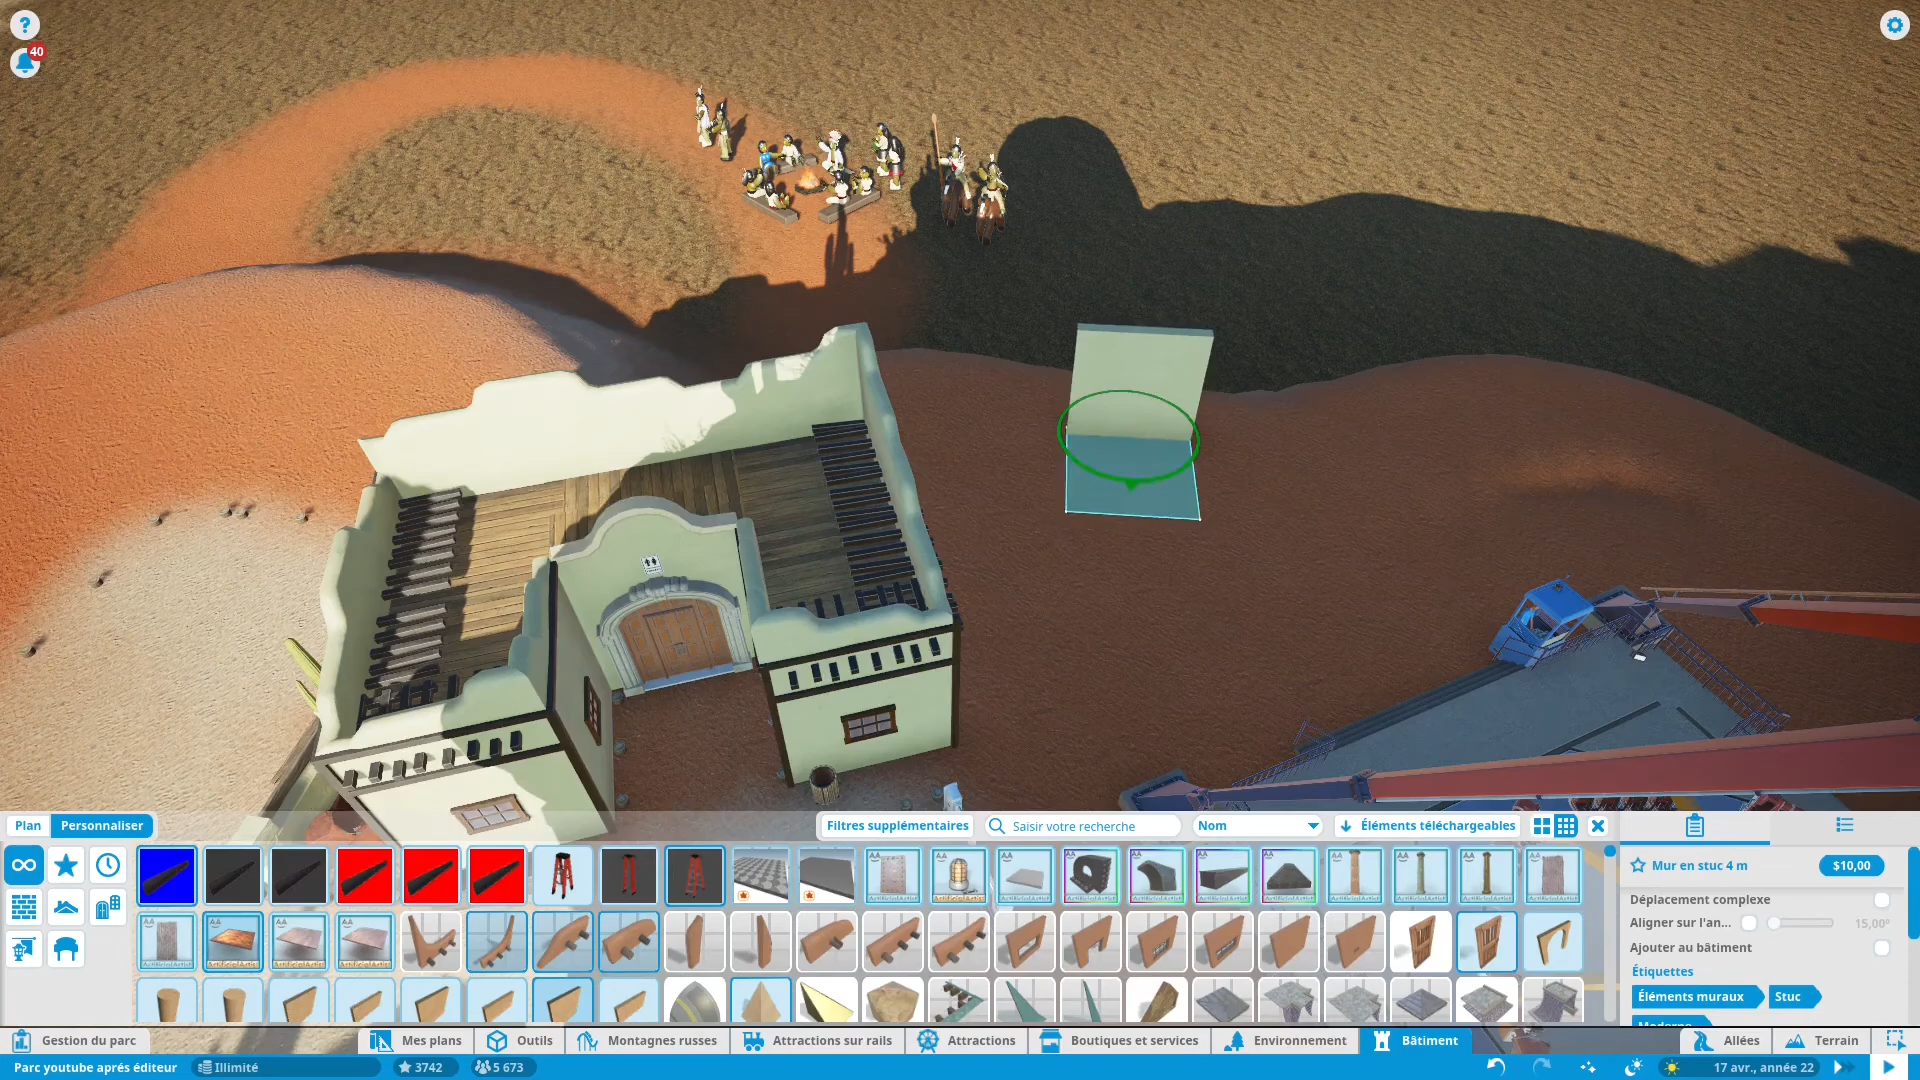 ?
40
Plan
Personnaliser
Filtres supplémentaires
Saisir votre recherche
Nom
Éléments téléchargeables
Mur en stuc 4 m
$10,00
Déplacement complexe
Aligner sur l'an...
15,00°
Ajouter au bâtiment
Étiquettes
Éléments muraux
Stuc
Moderne
Gestion du parc
Mes plans
Outils
Montagnes russes
Attractions sur rails
Attractions
Boutiques et services
Environnement
Bâtiment
Allées
Terrain
Parc youtube aprés éditeur
Illimité
3742
5 673
17 avr., année 22